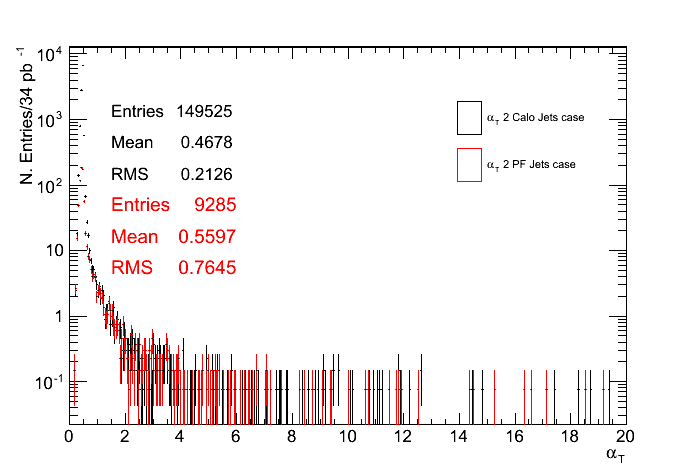 N. Entries/34 pb⁻¹
10⁴
10³
10²
10
1
10⁻¹
Entries 149525
Mean 0.4678
RMS 0.2126
Entries 9285
Mean 0.5597
RMS 0.7645
α_T 2 Calo Jets case
α_T 2 PF Jets case
0 2 4 6 8 10 12 14 16 18 20
α_T